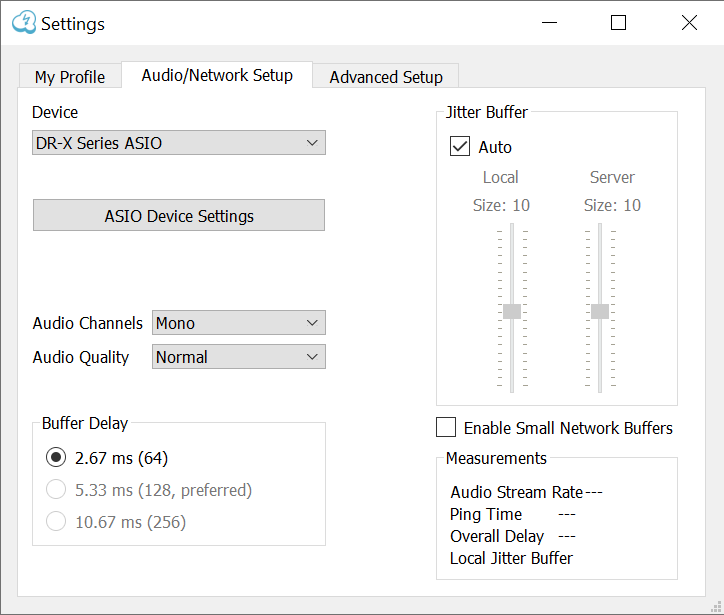 Settings
My Profile
Audio/Network Setup
Advanced Setup
Device
DR-X Series ASIO
ASIO Device Settings
Audio Channels Mono
Audio Quality Normal
Buffer Delay
2.67 ms (64)
5.33 ms (128, preferred)
10.67 ms (256)
Jitter Buffer
Auto
Local Server
Size: 10 Size: 10
Enable Small Network Buffers
Measurements
Audio Stream Rate ---
Ping Time ---
Overall Delay ---
Local Jitter Buffer